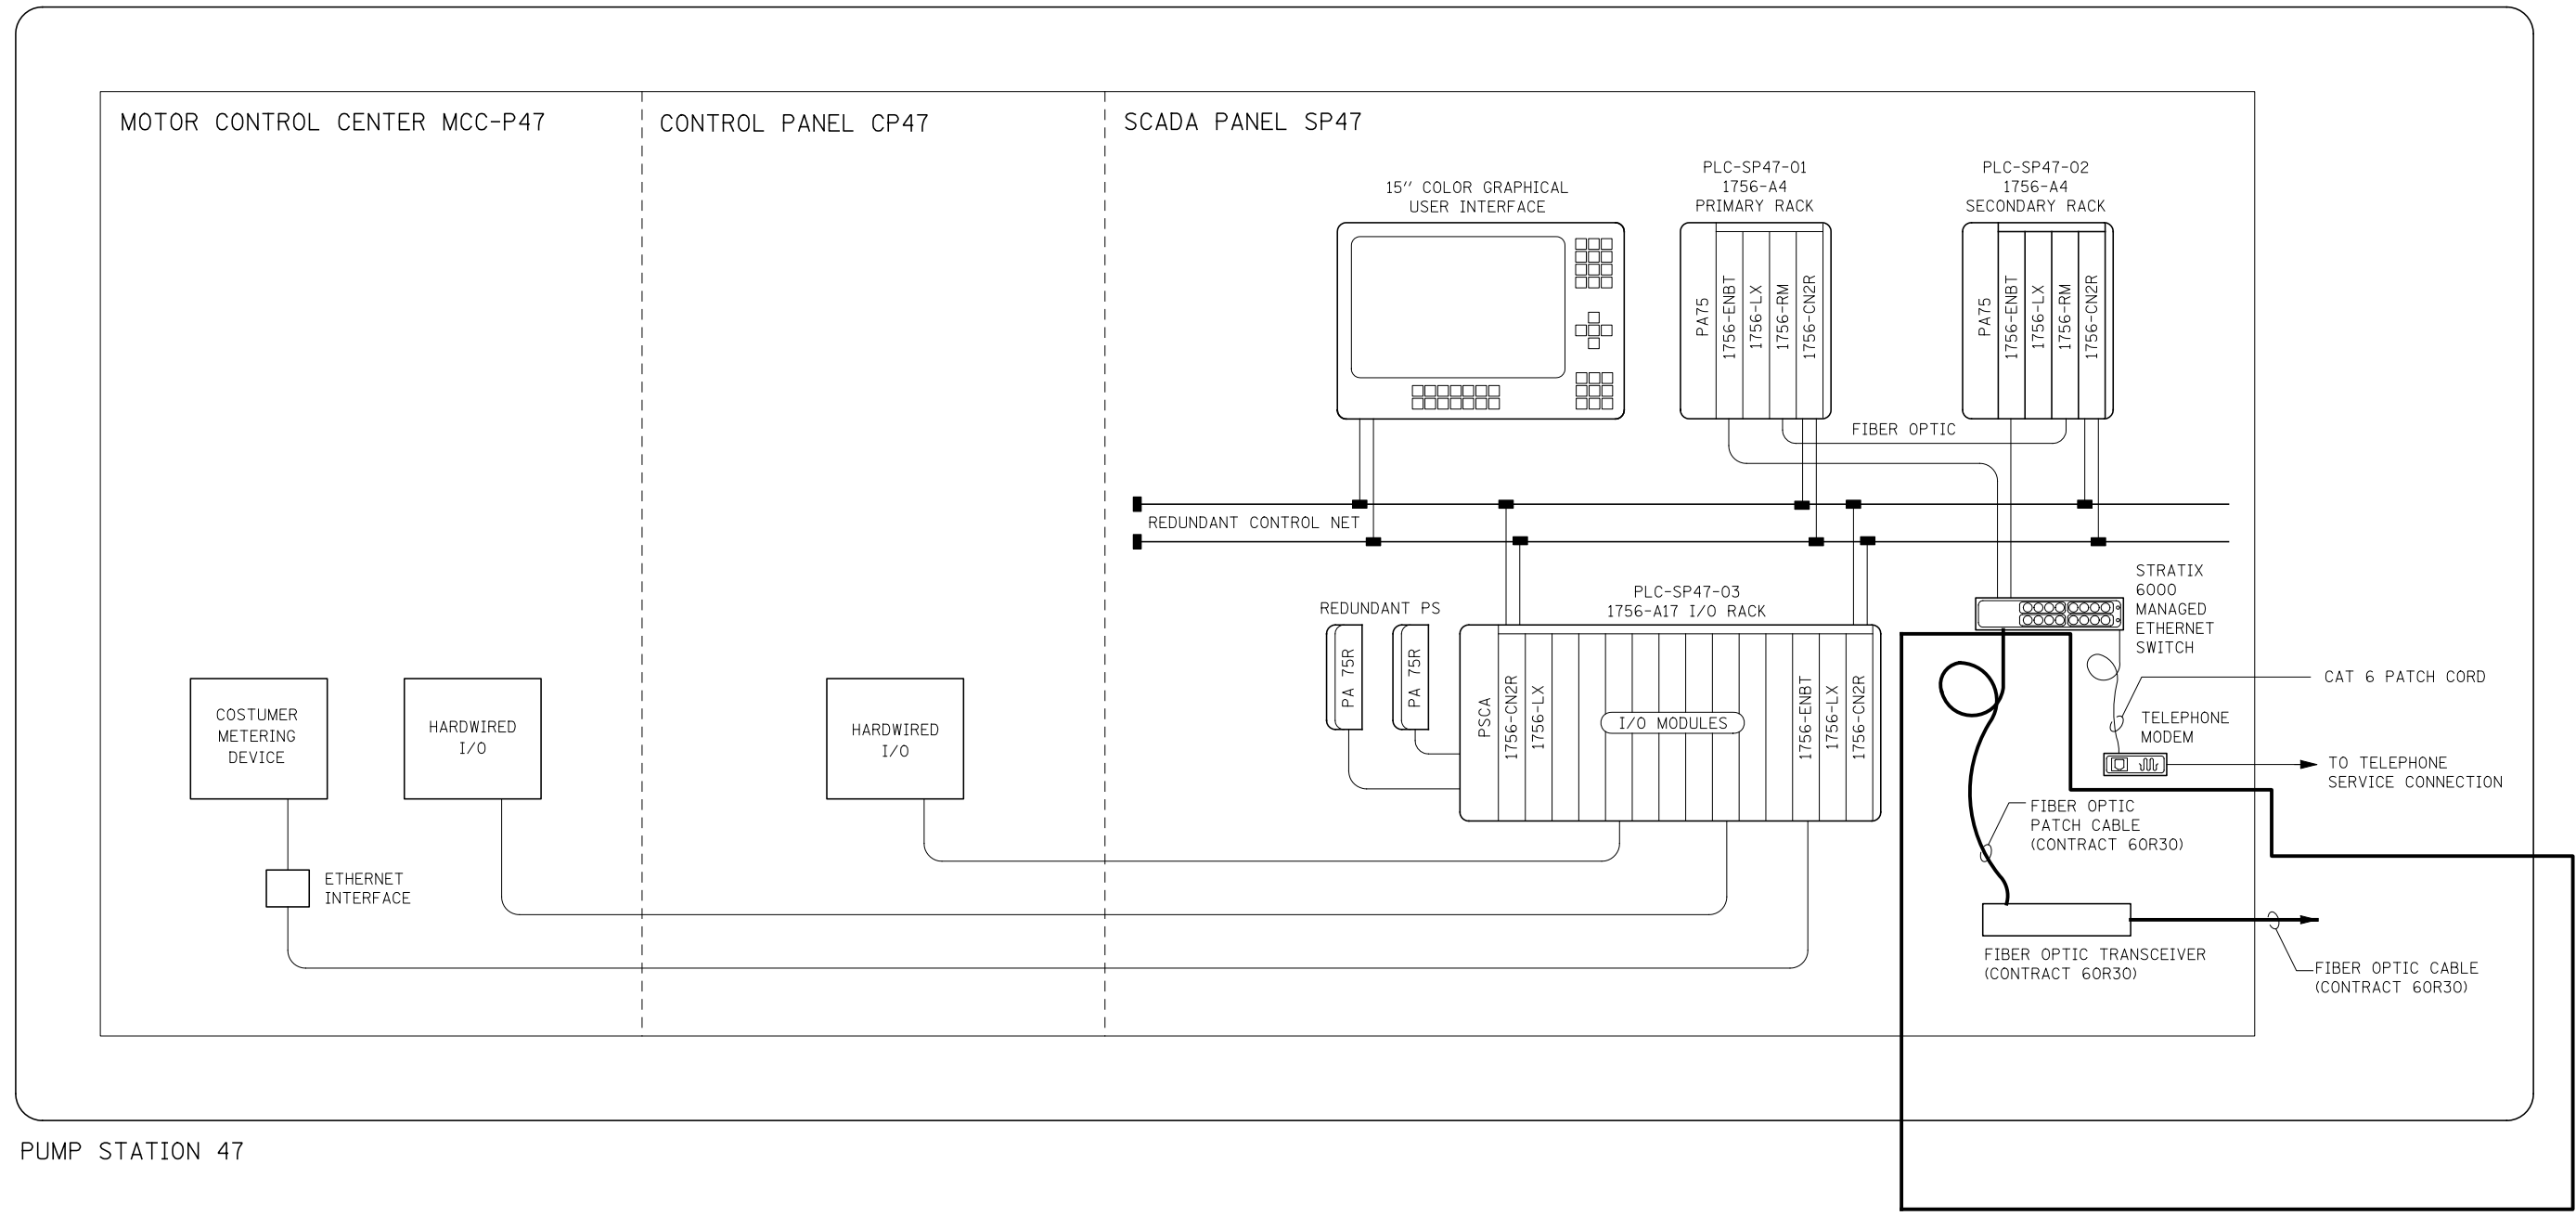 MOTOR CONTROL CENTER MCC-P47
CONTROL PANEL CP47
SCADA PANEL SP47
15″ COLOR GRAPHICAL
USER INTERFACE
PLC-SP47-01
1756-A4
PRIMARY RACK
PLC-SP47-02
1756-A4
SECONDARY RACK
PA75
1756-ENBT
1756-LX
1756-RM
1756-CN2R
PA75
1756-ENBT
1756-LX
1756-RM
1756-CN2R
FIBER OPTIC
REDUNDANT CONTROL NET
STRATIX
6000
MANAGED
ETHERNET
SWITCH
REDUNDANT PS
PA 75R
PA 75R
PLC-SP47-03
1756-A17 I/O RACK
PSCA
1756-CN2R
1756-LX
I/O MODULES
1756-ENBT
1756-LX
1756-CN2R
CAT 6 PATCH CORD
TELEPHONE
MODEM
TO TELEPHONE
SERVICE CONNECTION
COSTUMER
METERING
DEVICE
HARDWIRED
I/O
HARDWIRED
I/O
ETHERNET
INTERFACE
FIBER OPTIC
PATCH CABLE
(CONTRACT 60R30)
FIBER OPTIC TRANSCEIVER
(CONTRACT 60R30)
FIBER OPTIC CABLE
(CONTRACT 60R30)
PUMP STATION 47